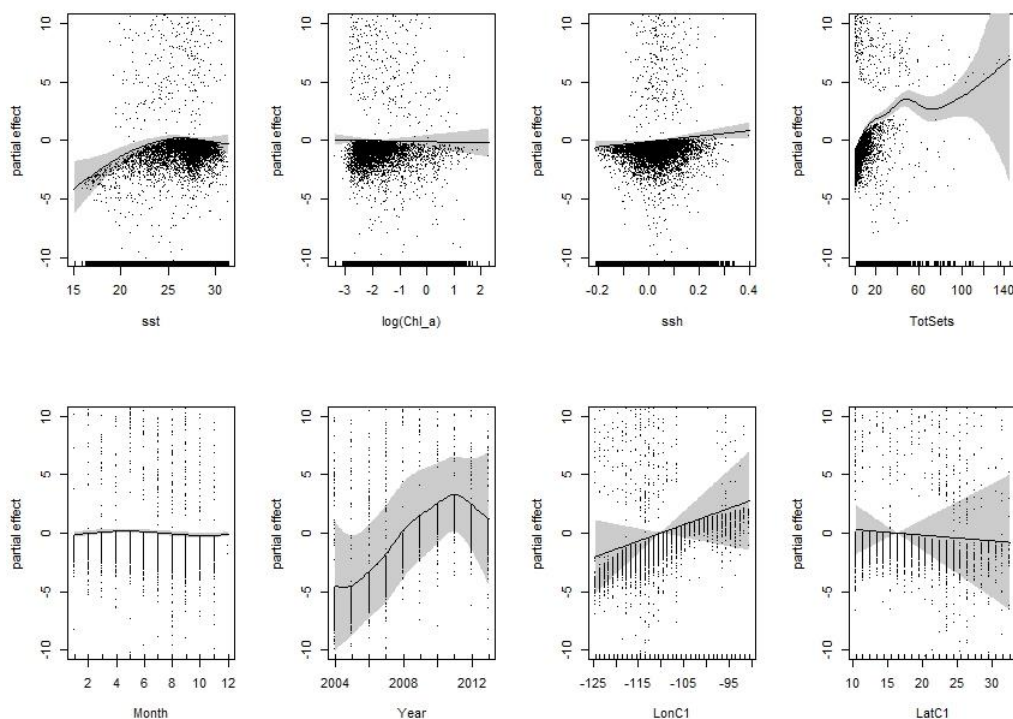 partial effect
10
5
0
-5
-10
15 20 25 30
sst
partial effect
10
5
0
-5
-10
-3 -2 -1 0 1 2
log(Chl_a)
partial effect
10
5
0
-5
-10
-0.2 0.0 0.2 0.4
ssh
partial effect
10
5
0
-5
-10
0 20 60 100 140
TotSets
partial effect
10
5
0
-5
-10
2 4 6 8 10 12
Month
partial effect
10
5
0
-5
-10
2004 2008 2012
Year
partial effect
10
5
0
-5
-10
-125 -115 -105 -95
LonC1
partial effect
10
5
0
-5
-10
10 15 20 25 30
LatC1